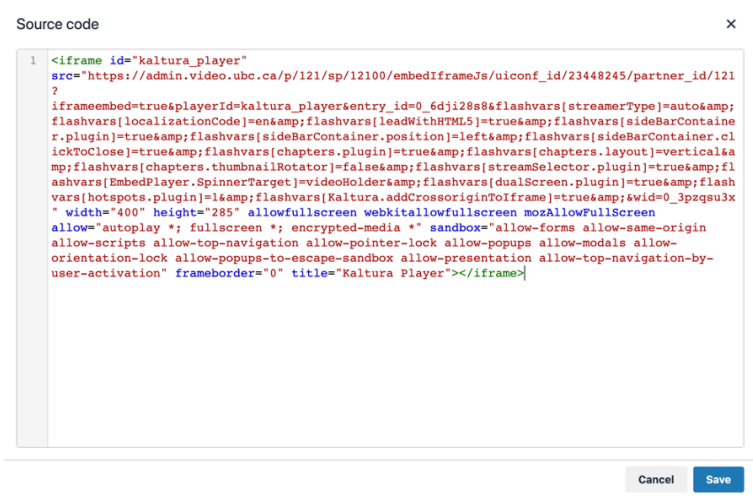 Source code
1 <iframe id="kaltura_player"
src="https://admin.video.ubc.ca/p/121/sp/12100/embedIframeJs/uiconf_id/23448245/partner_id/121
?
iframeembed=true&playerId=kaltura_player&entry_id=0_6dji28s8&flashvars[streamerType]=auto&amp;
flashvars[localizationCode]=en&amp;flashvars[leadWithHTML5]=true&amp;flashvars[sideBarContaine
r.plugin]=true&amp;flashvars[sideBarContainer.position]=left&amp;flashvars[sideBarContainer.cl
ickToClose]=true&amp;flashvars[chapters.plugin]=true&amp;flashvars[chapters.layout]=vertical&a
mp;flashvars[chapters.thumbnailRotator]=false&amp;flashvars[streamSelector.plugin]=true&amp;fl
ashvars[EmbedPlayer.SpinnerTarget]=videoHolder&amp;flashvars[dualScreen.plugin]=true&amp;flash
vars[hotspots.plugin]=1&amp;flashvars[Kaltura.addCrossoriginToIframe]=true&amp;&wid=0_3pzqsu3x
" width="400" height="285" allowfullscreen webkitallowfullscreen mozAllowFullScreen
allow="autoplay *; fullscreen *; encrypted-media *" sandbox="allow-forms allow-same-origin
allow-scripts allow-top-navigation allow-pointer-lock allow-popups allow-modals allow-
orientation-lock allow-popups-to-escape-sandbox allow-presentation allow-top-navigation-by-
user-activation" frameborder="0" title="Kaltura Player"></iframe>
Cancel Save